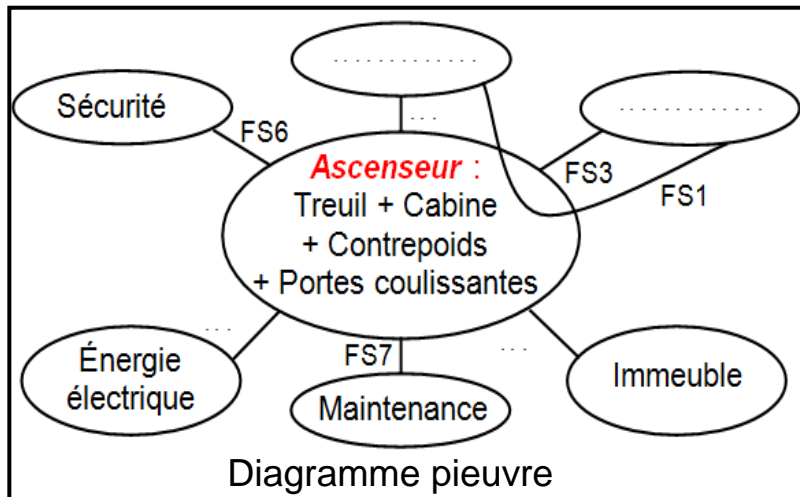 .............
Sécurité
.............
FS6
...
Ascenseur :
FS3
FS1
Treuil + Cabine
+ Contrepoids
+ Portes coulissantes
...
Énergie
électrique
FS7
...
Immeuble
Maintenance
Diagramme pieuvre